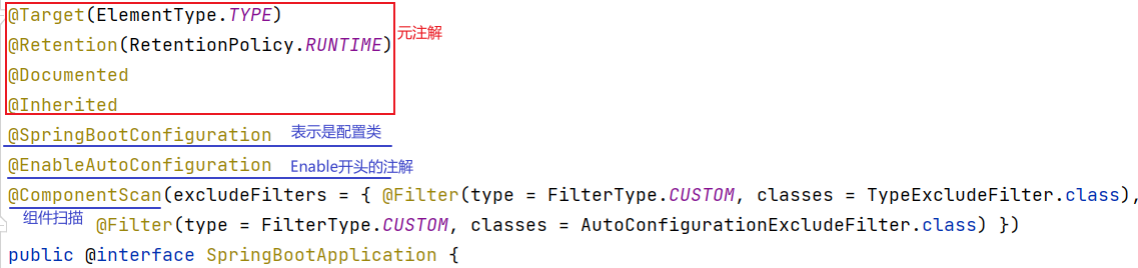 @Target(ElementType.TYPE)
元注解
@Retention(RetentionPolicy.RUNTIME)
@Documented
@Inherited
@SpringBootConfiguration 表示是配置类
@EnableAutoConfiguration Enable开头的注解
@ComponentScan(excludeFilters = { @Filter(type = FilterType.CUSTOM, classes = TypeExcludeFilter.class),
组件扫描 @Filter(type = FilterType.CUSTOM, classes = AutoConfigurationExcludeFilter.class) })
public @interface SpringBootApplication {